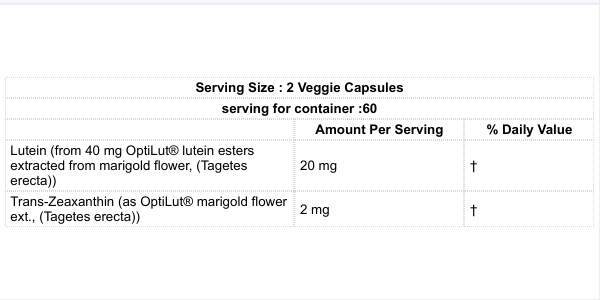 Serving Size : 2 Veggie Capsules
serving for container :60
Amount Per Serving % Daily Value
Lutein (from 40 mg OptiLut® lutein esters
extracted from marigold flower, (Tagetes
erecta))
20 mg †
Trans-Zeaxanthin (as OptiLut® marigold flower
ext., (Tagetes erecta))
2 mg †